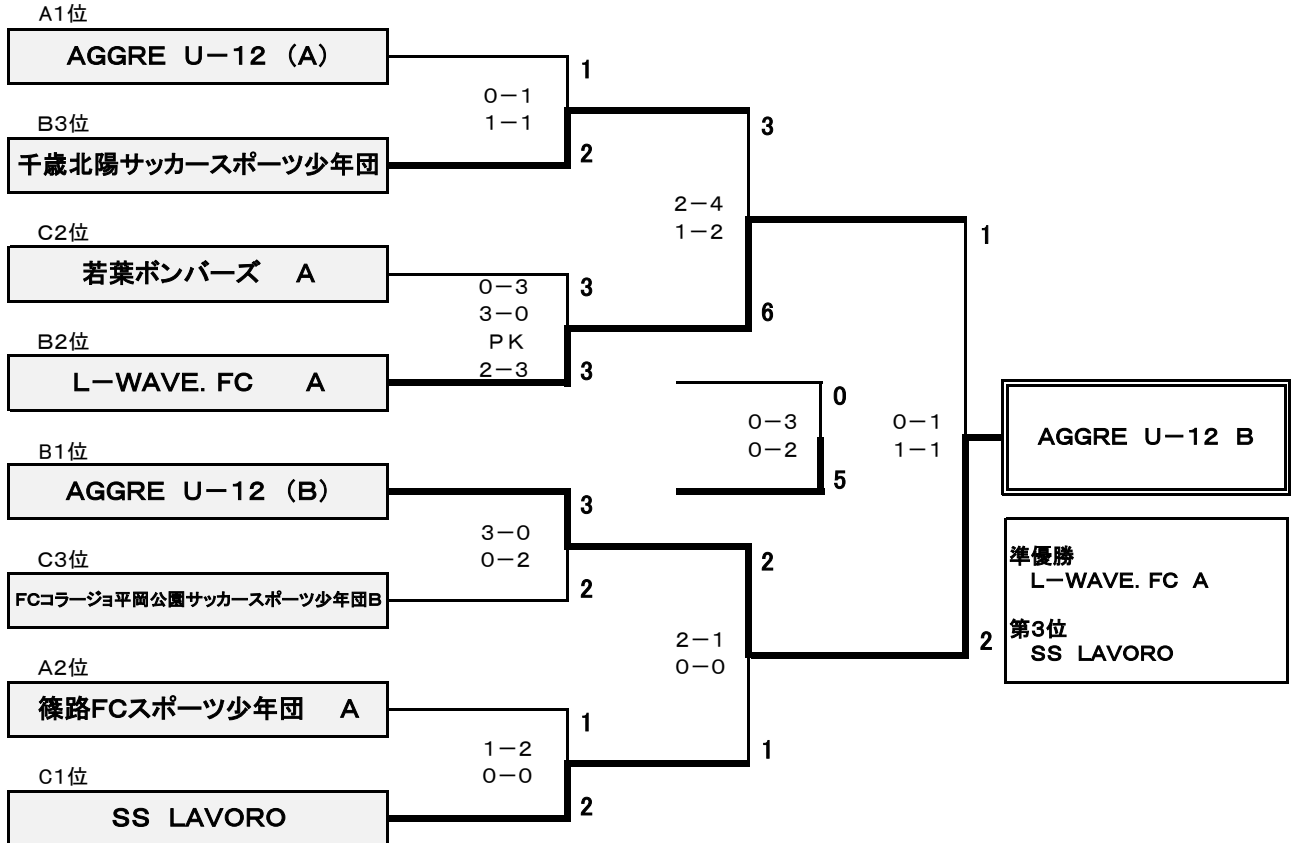 A1位
AGGRE U－12 （A）
1
0－1
1－1
B3位
千歳北陽サッカースポーツ少年団
2
3
C2位
若葉ボンバーズ A
2－4
1－2
1
0－3
3－0
PK
2－3
3
6
B2位
L－WAVE．FC A
3
0
0－3
0－2
5
0－1
1－1
AGGRE U－12 B
B1位
AGGRE U－12 （B）
3
3－0
0－2
2
C3位
FCコラージョ平岡公園サッカースポーツ少年団B
2
準優勝
L－WAVE．FC A
第3位
SS LAVORO
2－1
0－0
2
A2位
篠路FCスポーツ少年団 A
1
1－2
0－0
1
C1位
SS LAVORO
2